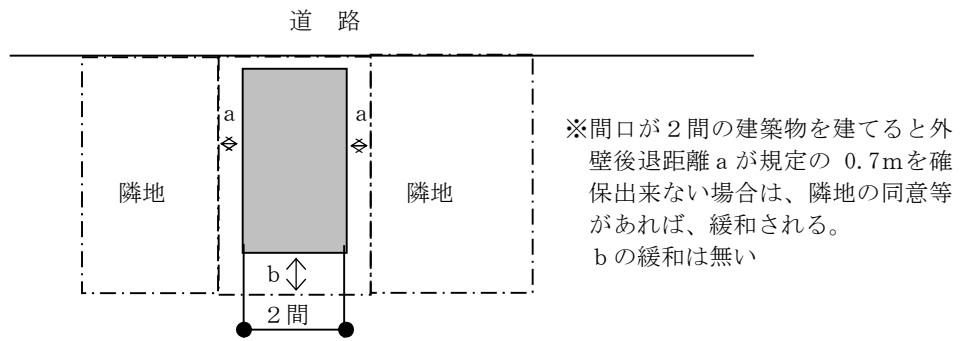 道　路
a
a
※間口が２間の建築物を建てると外
壁後退距離ａが規定の 0.7mを確
保出来ない場合は、隣地の同意等
があれば、緩和される。
ｂの緩和は無い
隣地
隣地
b
２間